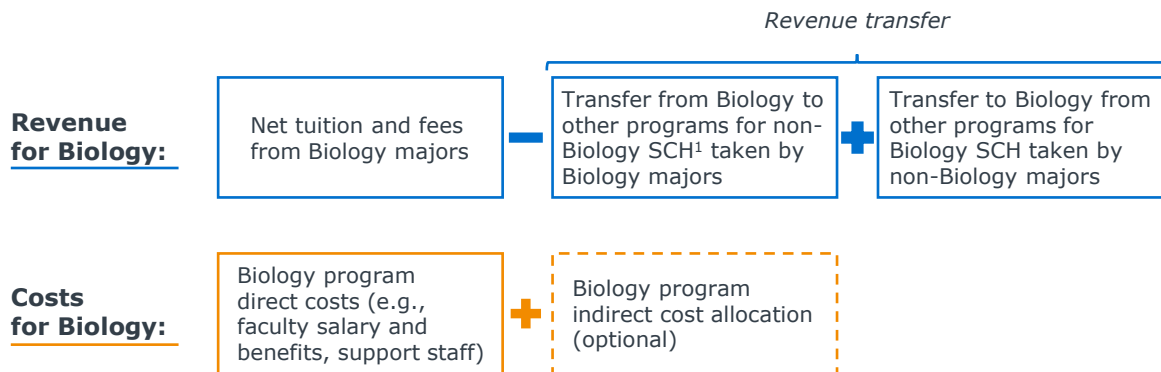 Revenue transfer
Revenue
for Biology:
Net tuition and fees
from Biology majors
Transfer from Biology to
other programs for non-
Biology SCH¹ taken by
Biology majors
Transfer to Biology from
other programs for
Biology SCH taken by
non-Biology majors
Costs
for Biology:
Biology program
direct costs (e.g.,
faculty salary and
benefits, support staff)
Biology program
indirect cost allocation
(optional)